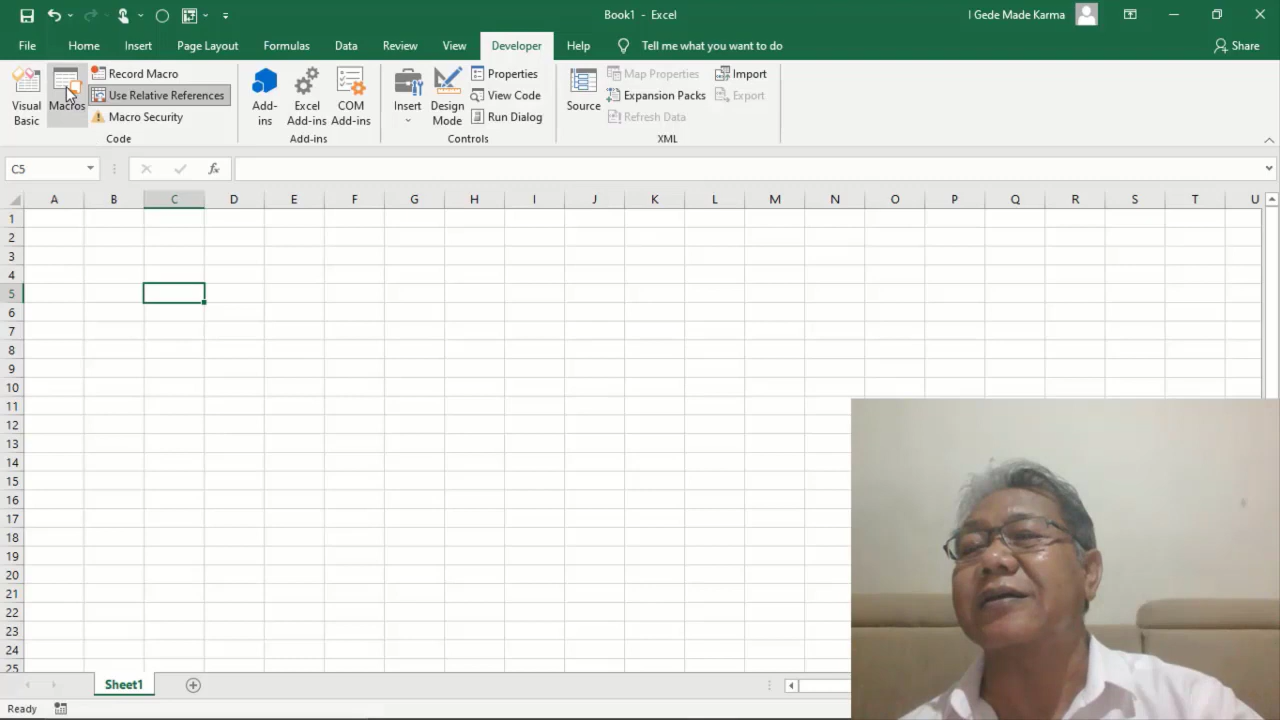 Book1 - Excel
I Gede Made Karma
File Home Insert Page Layout Formulas Data Review View Developer Help Tell me what you want to do Share
Visual Basic
Macros
Record Macro
Use Relative References
Macro Security
Code
Add-ins
Excel Add-ins
COM Add-ins
Add-ins
Insert
Design Mode
Properties
View Code
Run Dialog
Controls
Source
Map Properties
Expansion Packs
Refresh Data
Import
Export
XML
C5
fx
A B C D E F G H I J K L M N O P Q R S T U
1
2
3
4
5
6
7
8
9
10
11
12
13
14
15
16
17
18
19
20
21
22
23
24
25
Sheet1
Ready